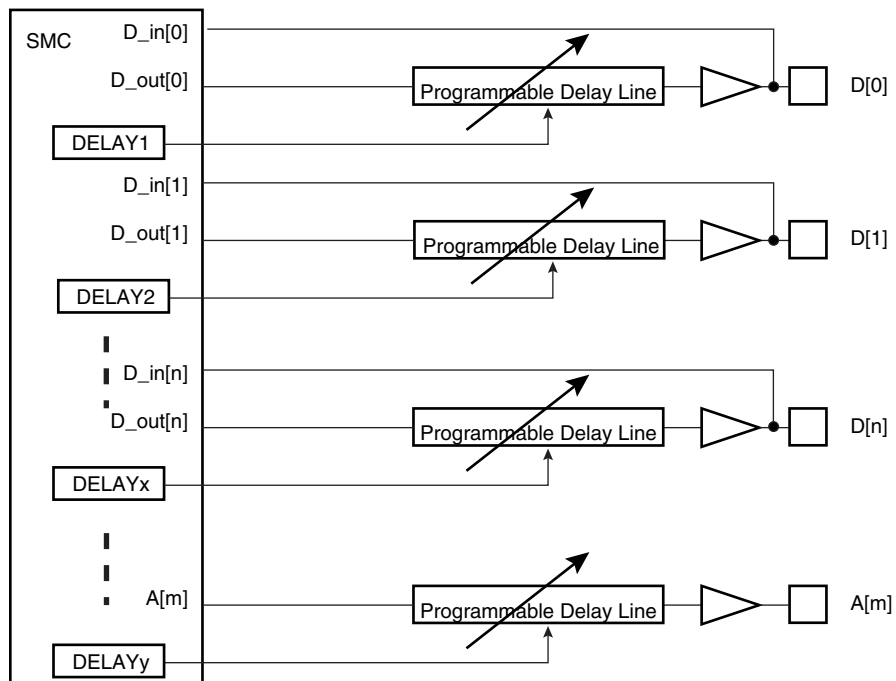 SMC
D_in[0]
D_out[0]
Programmable Delay Line
D[0]
DELAY1
D_in[1]
D_out[1]
Programmable Delay Line
D[1]
DELAY2
D_in[n]
D_out[n]
Programmable Delay Line
D[n]
DELAYx
A[m]
Programmable Delay Line
A[m]
DELAYy